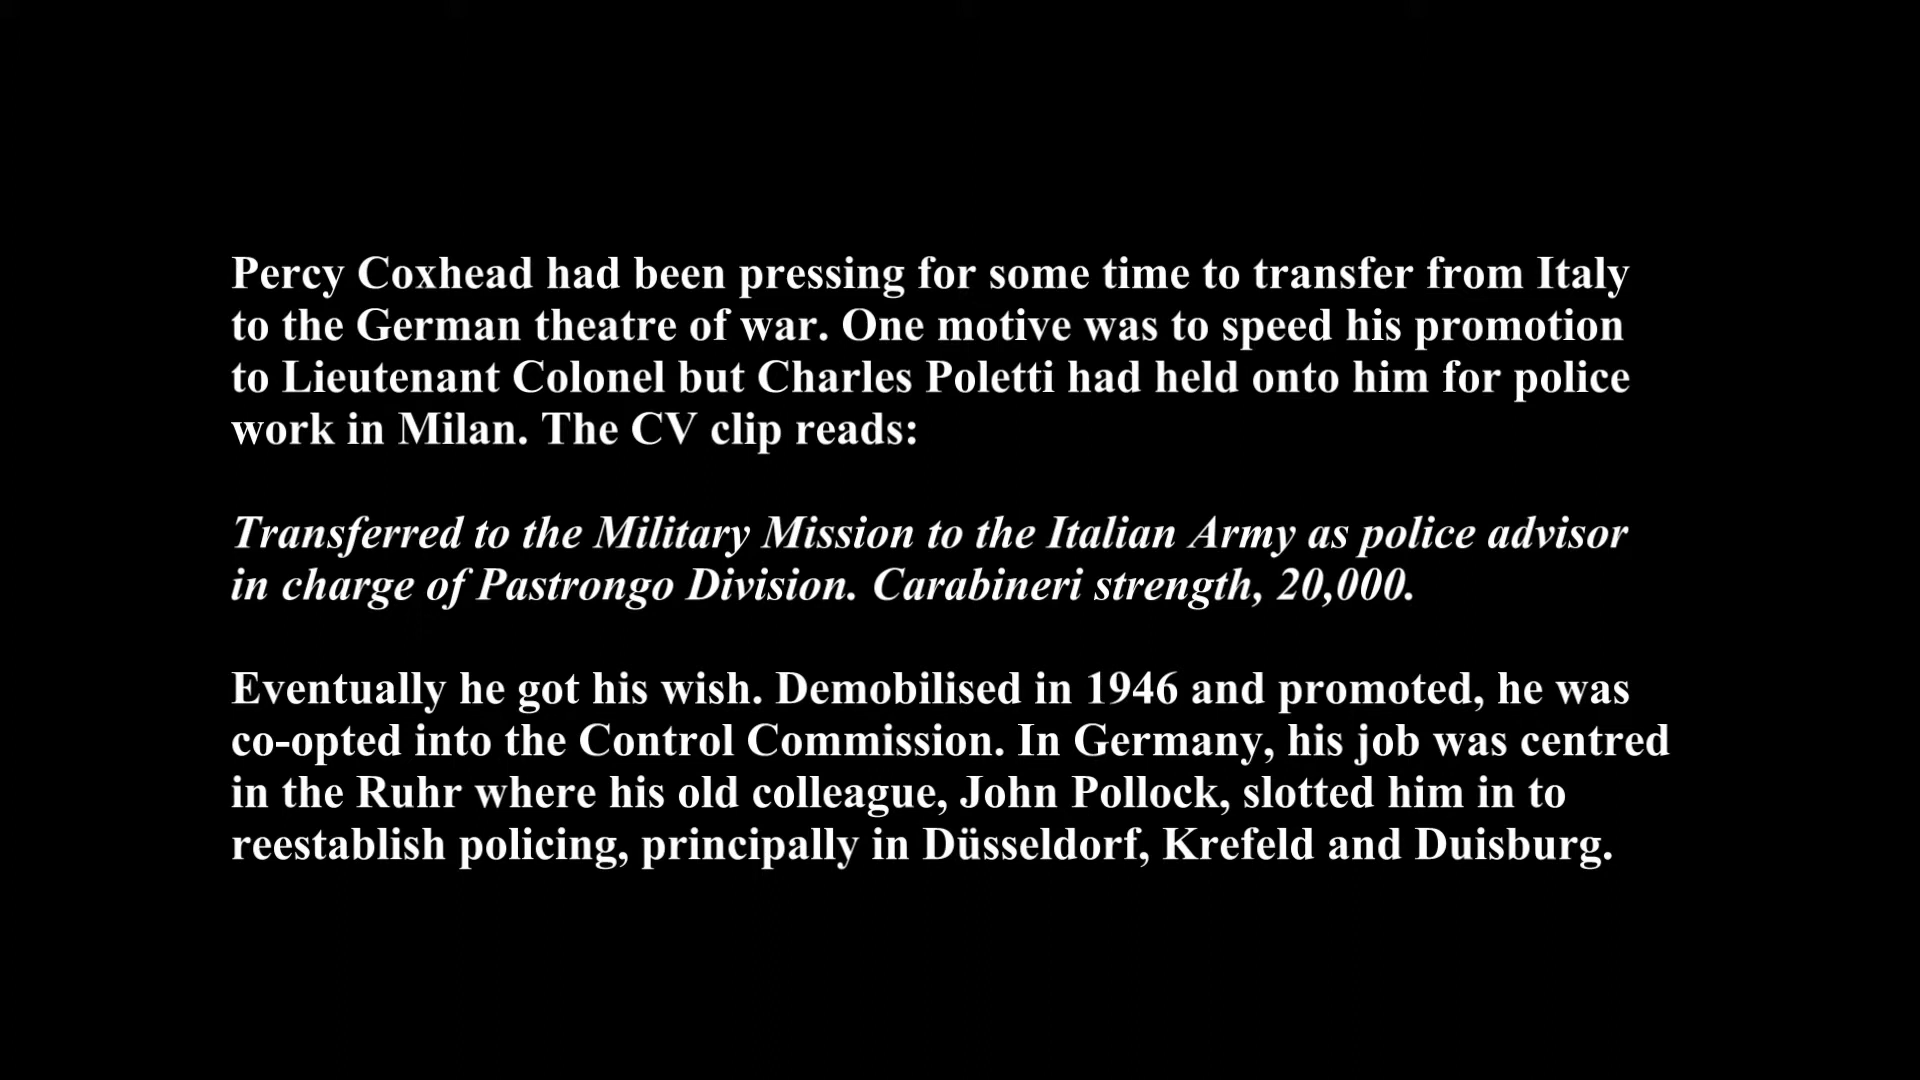 Percy Coxhead had been pressing for some time to transfer from Italy
to the German theatre of war. One motive was to speed his promotion
to Lieutenant Colonel but Charles Poletti had held onto him for police
work in Milan. The CV clip reads:
Transferred to the Military Mission to the Italian Army as police advisor
in charge of Pastrongo Division. Carabineri strength, 20,000.
Eventually he got his wish. Demobilised in 1946 and promoted, he was
co-opted into the Control Commission. In Germany, his job was centred
in the Ruhr where his old colleague, John Pollock, slotted him in to
reestablish policing, principally in Düsseldorf, Krefeld and Duisburg.